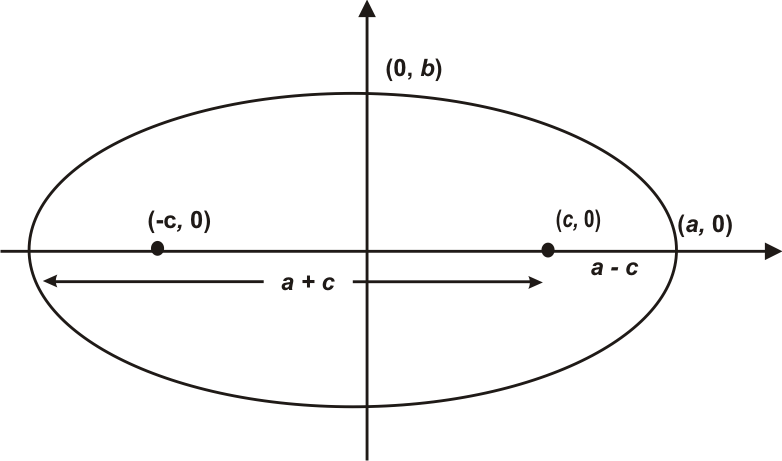 (0, b)
(-c, 0)
(c, 0)
(a, 0)
a - c
a + c